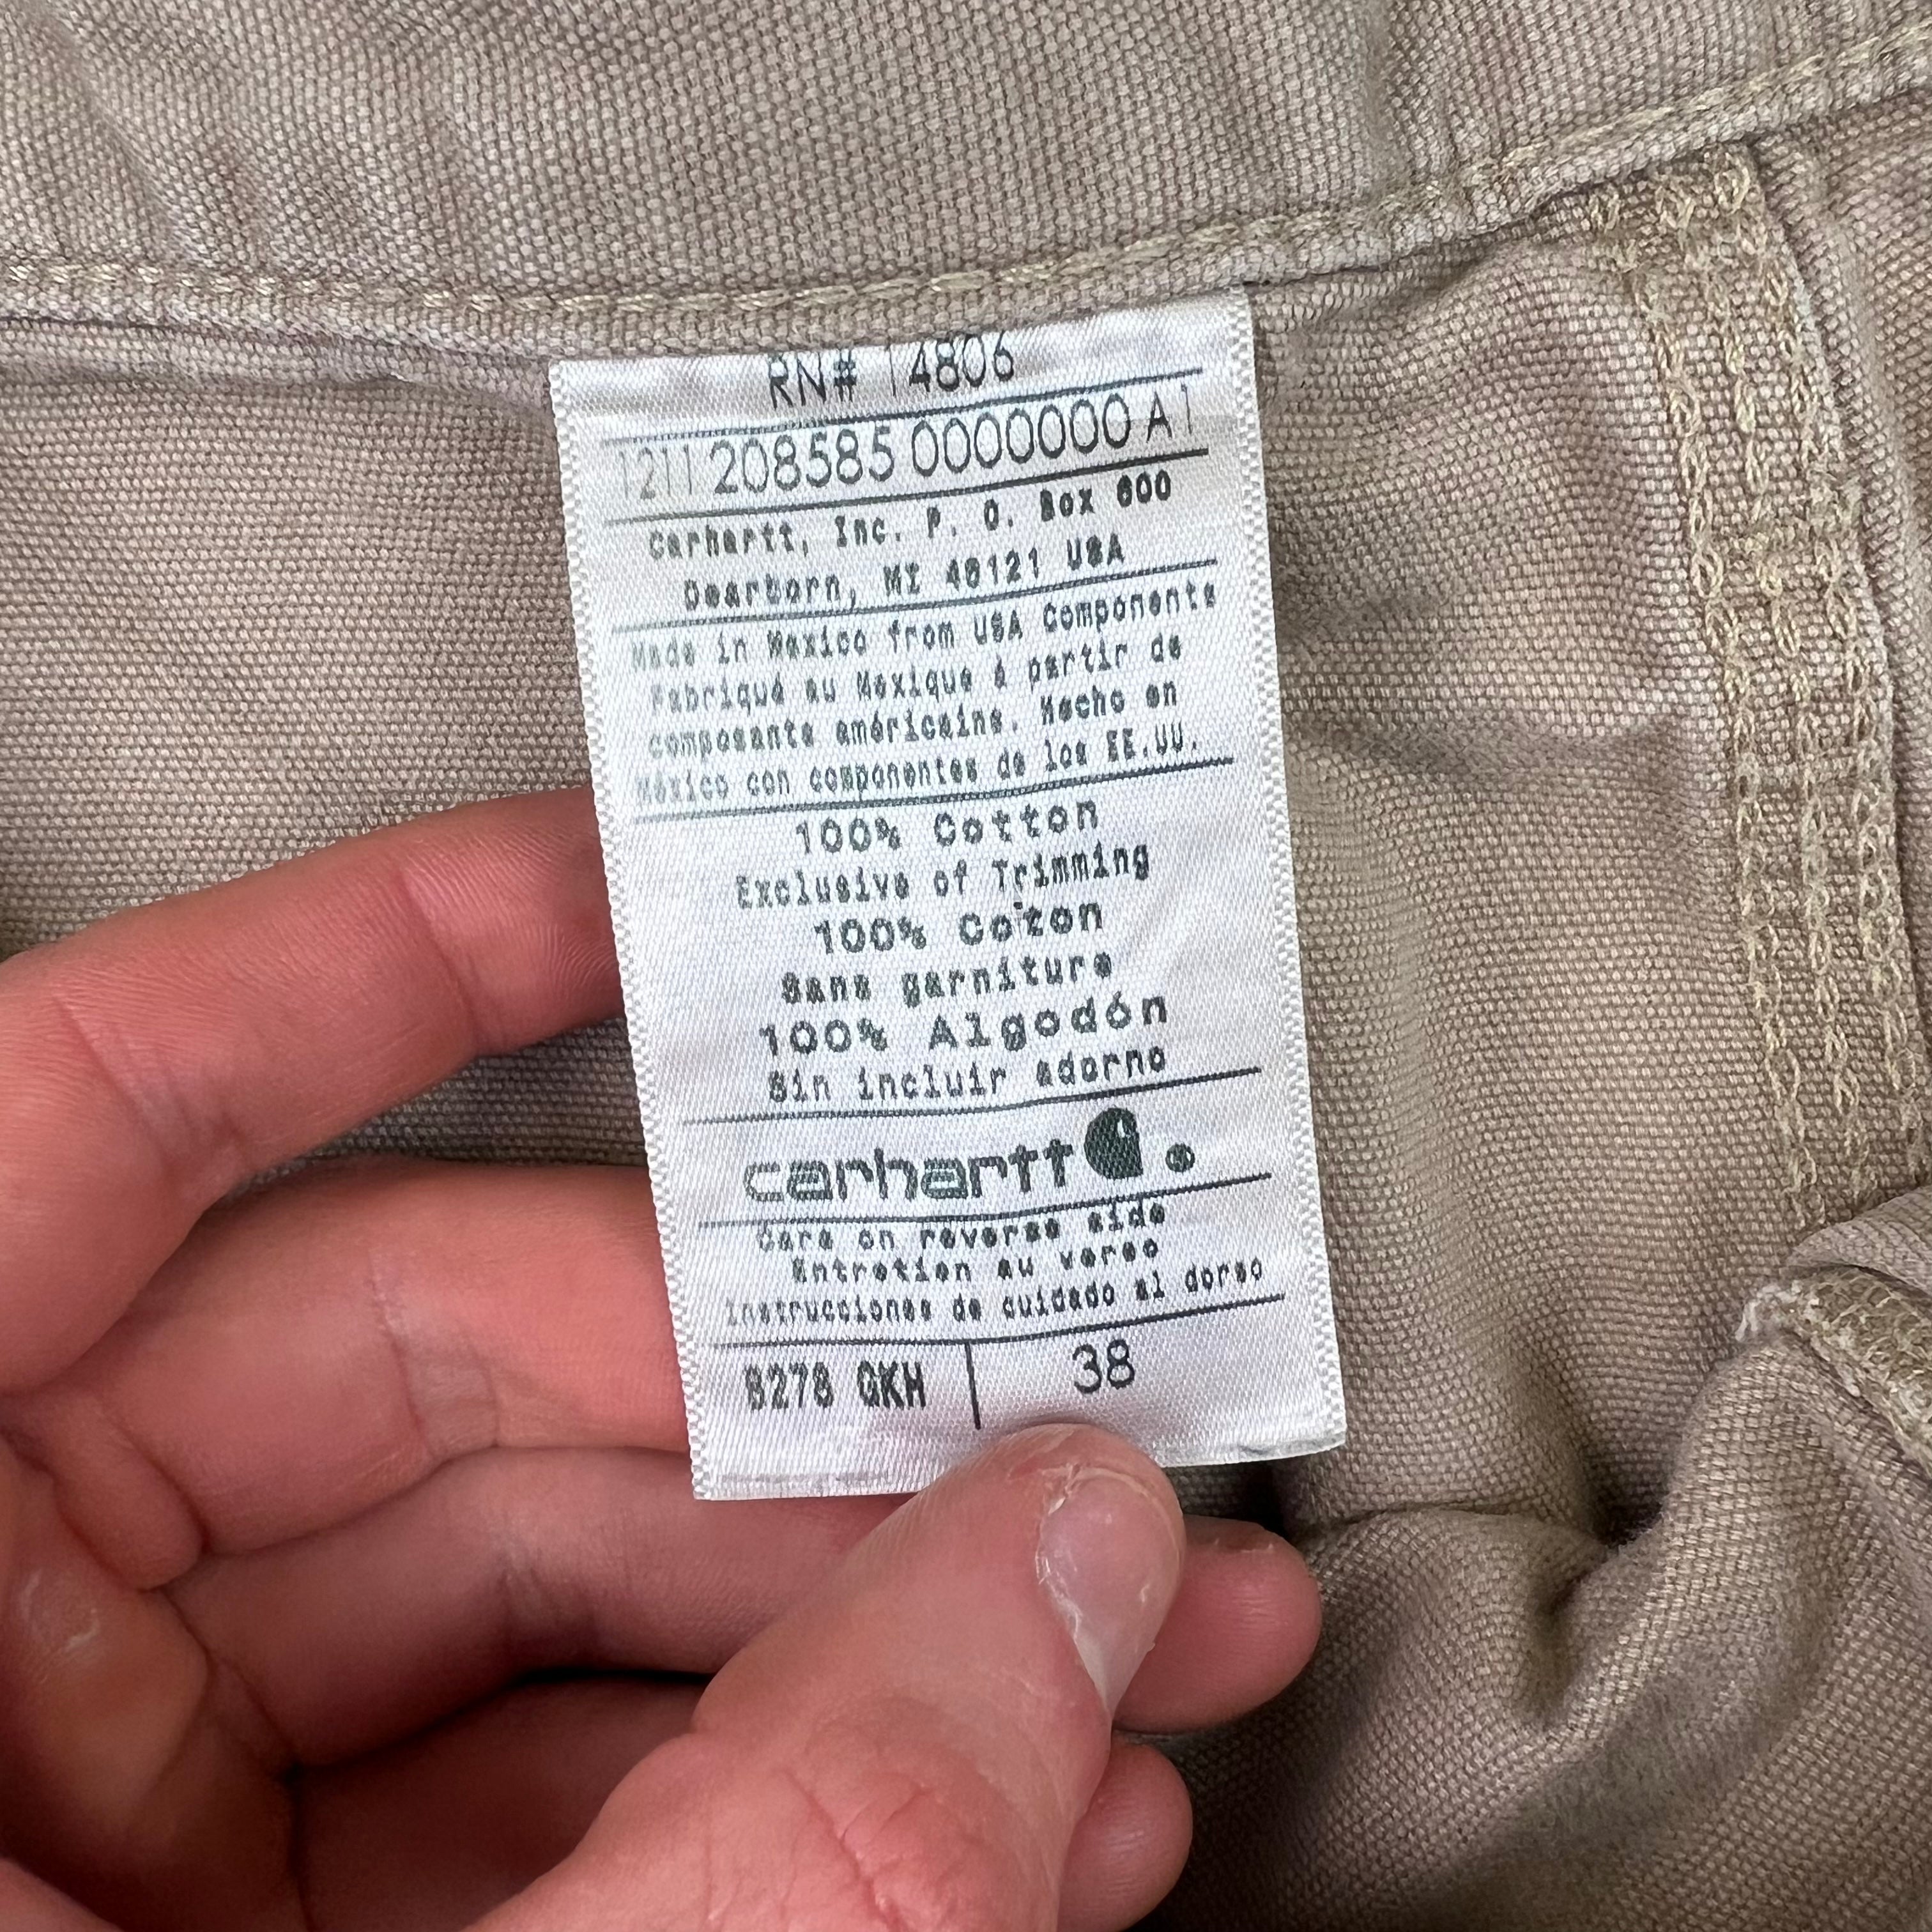 RN# 14806
1211 208585 0000000 A1
Carhartt, Inc. P. O. Box 600
Dearborn, MI 48121 USA
Made in Mexico from USA Components
Fabriqué au Mexique à partir de
composants américains. Hecho en
México con componentes de los EE.UU.
100% Cotton
Exclusive of Trimming
100% Coton
Sans garniture
100% Algodón
Sin incluir adorno
carhartt
Care on reverse side
Entretien au verso
Instrucciones de cuidado al dorso
B278 GKH 38